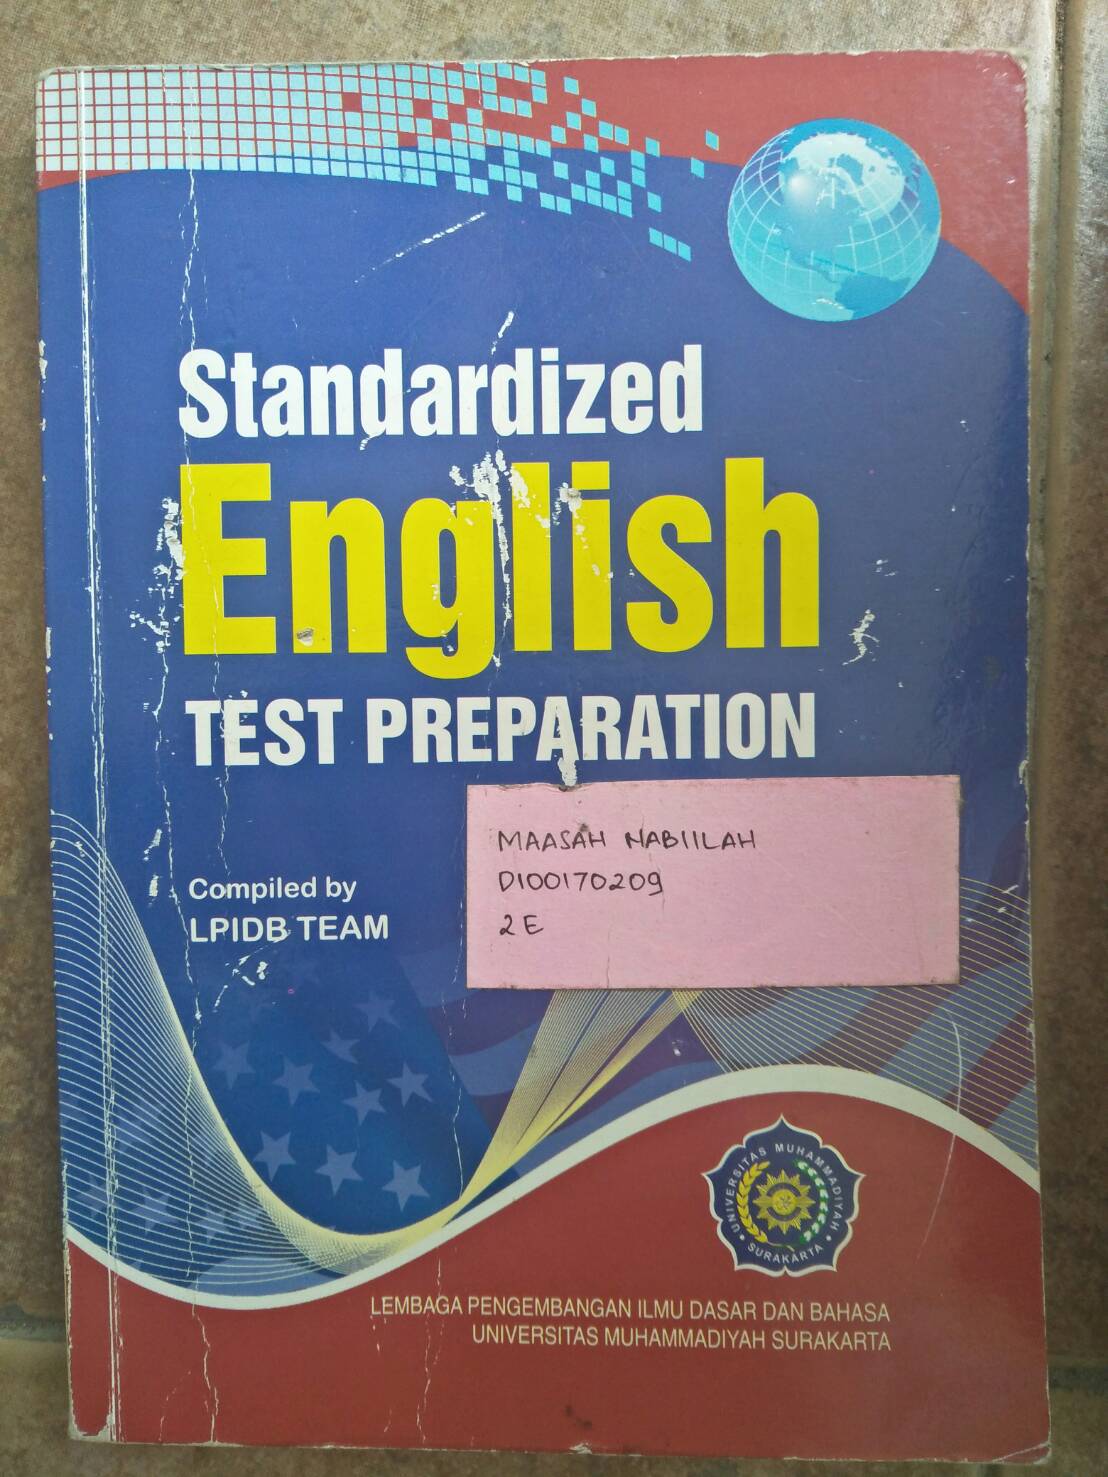 Standardized
English
TEST PREPARATION
MAASAH NABIILAH
D100170209
2E
Compiled by
LPIDB TEAM
UNIVERSITAS MUHAMMADIYAH
SURAKARTA
LEMBAGA PENGEMBANGAN ILMU DASAR DAN BAHASA
UNIVERSITAS MUHAMMADIYAH SURAKARTA